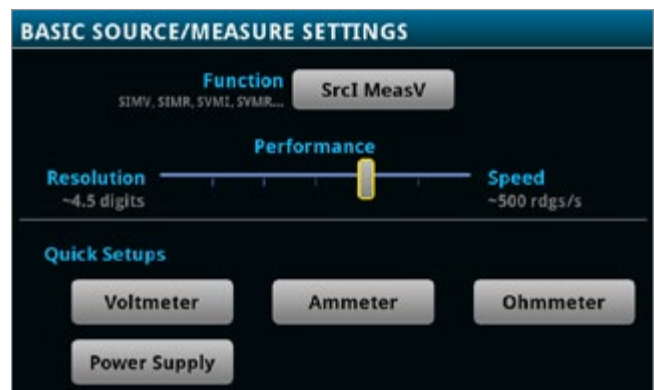 BASIC SOURCE/MEASURE SETTINGS
Function
SIMV, SIMR, SVMI, SVMR...
SrcI MeasV
Performance
Resolution
~4.5 digits
Speed
~500 rdgs/s
Quick Setups
Voltmeter
Ammeter
Ohmmeter
Power Supply